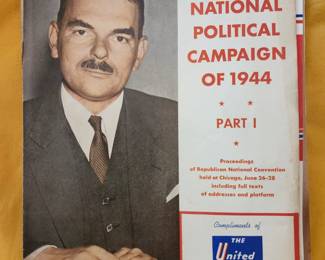 NATIONAL
POLITICAL
CAMPAIGN
OF 1944
PART I
Proceedings
of Republican National Convention
held at Chicago, June 26-28
including full texts
of addresses and platform
Compliments of
THE
United